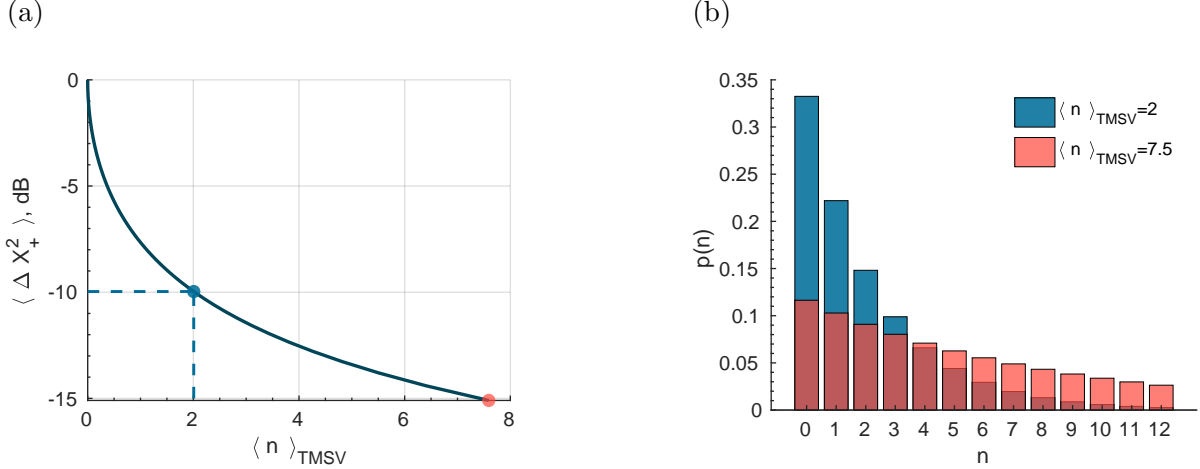 (a)
0
-5
-10
-15
⟨ Δ X₊² ⟩, dB
0 2 4 6 8
⟨ n ⟩TMSV
(b)
0.35
0.3
0.25
0.2
0.15
0.1
0.05
0
p(n)
⟨ n ⟩TMSV=2
⟨ n ⟩TMSV=7.5
0 1 2 3 4 5 6 7 8 9 10 11 12
n